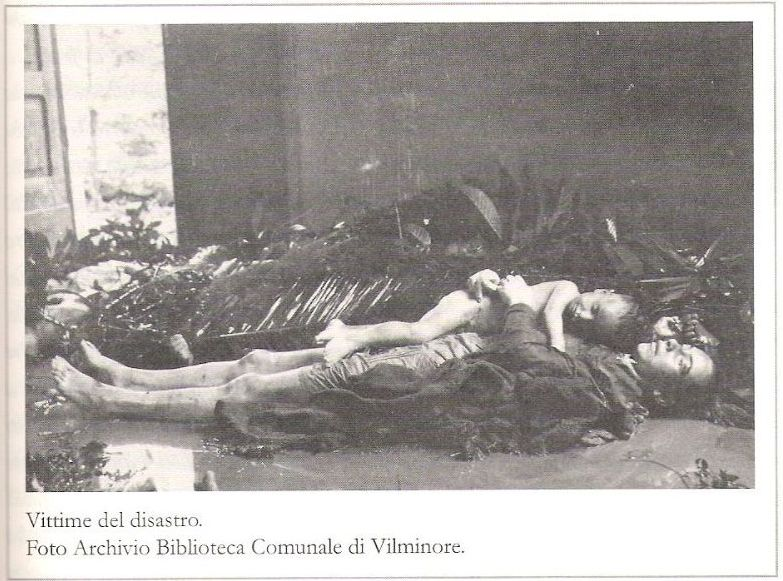 Vittime del disastro.
Foto Archivio Biblioteca Comunale di Vilminore.